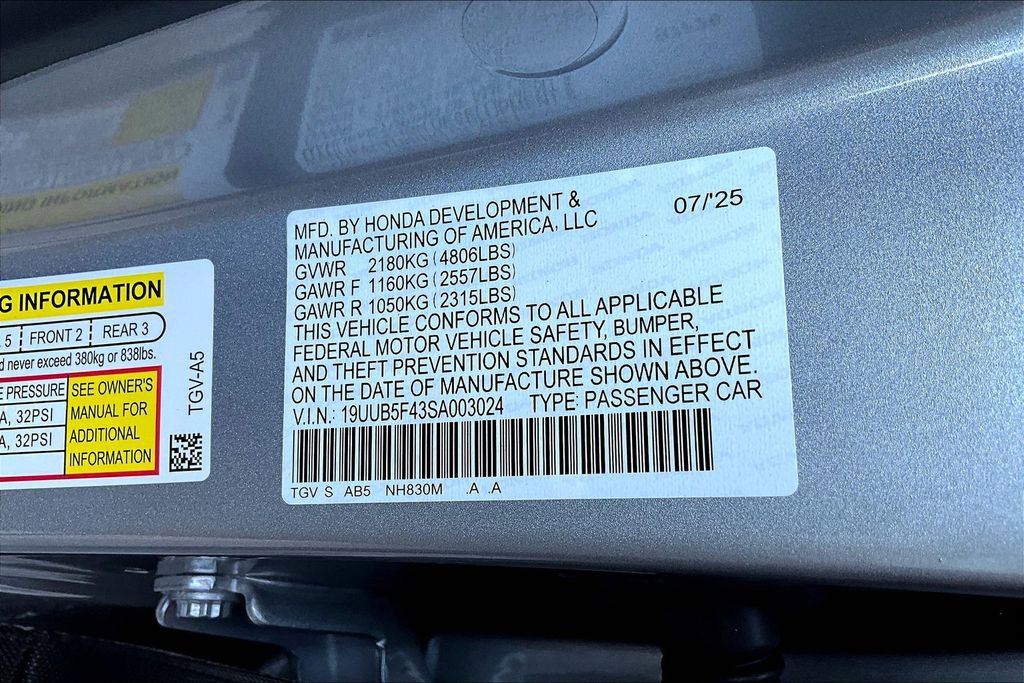 G INFORMATION
5 FRONT 2 REAR 3
d never exceed 380kg or 838lbs.
E PRESSURE
A, 32PSI
A, 32PSI
SEE OWNER'S
MANUAL FOR
ADDITIONAL
INFORMATION
TGV-A5
MFD. BY HONDA DEVELOPMENT &
MANUFACTURING OF AMERICA, LLC
07/'25
GVWR 2180KG (4806LBS)
GAWR F 1160KG (2557LBS)
GAWR R 1050KG (2315LBS)
THIS VEHICLE CONFORMS TO ALL APPLICABLE
FEDERAL MOTOR VEHICLE SAFETY, BUMPER,
AND THEFT PREVENTION STANDARDS IN EFFECT
ON THE DATE OF MANUFACTURE SHOWN ABOVE.
V.I.N.: 19UUB5F43SA003024 TYPE: PASSENGER CAR
TGV S AB5 NH830M .A .A